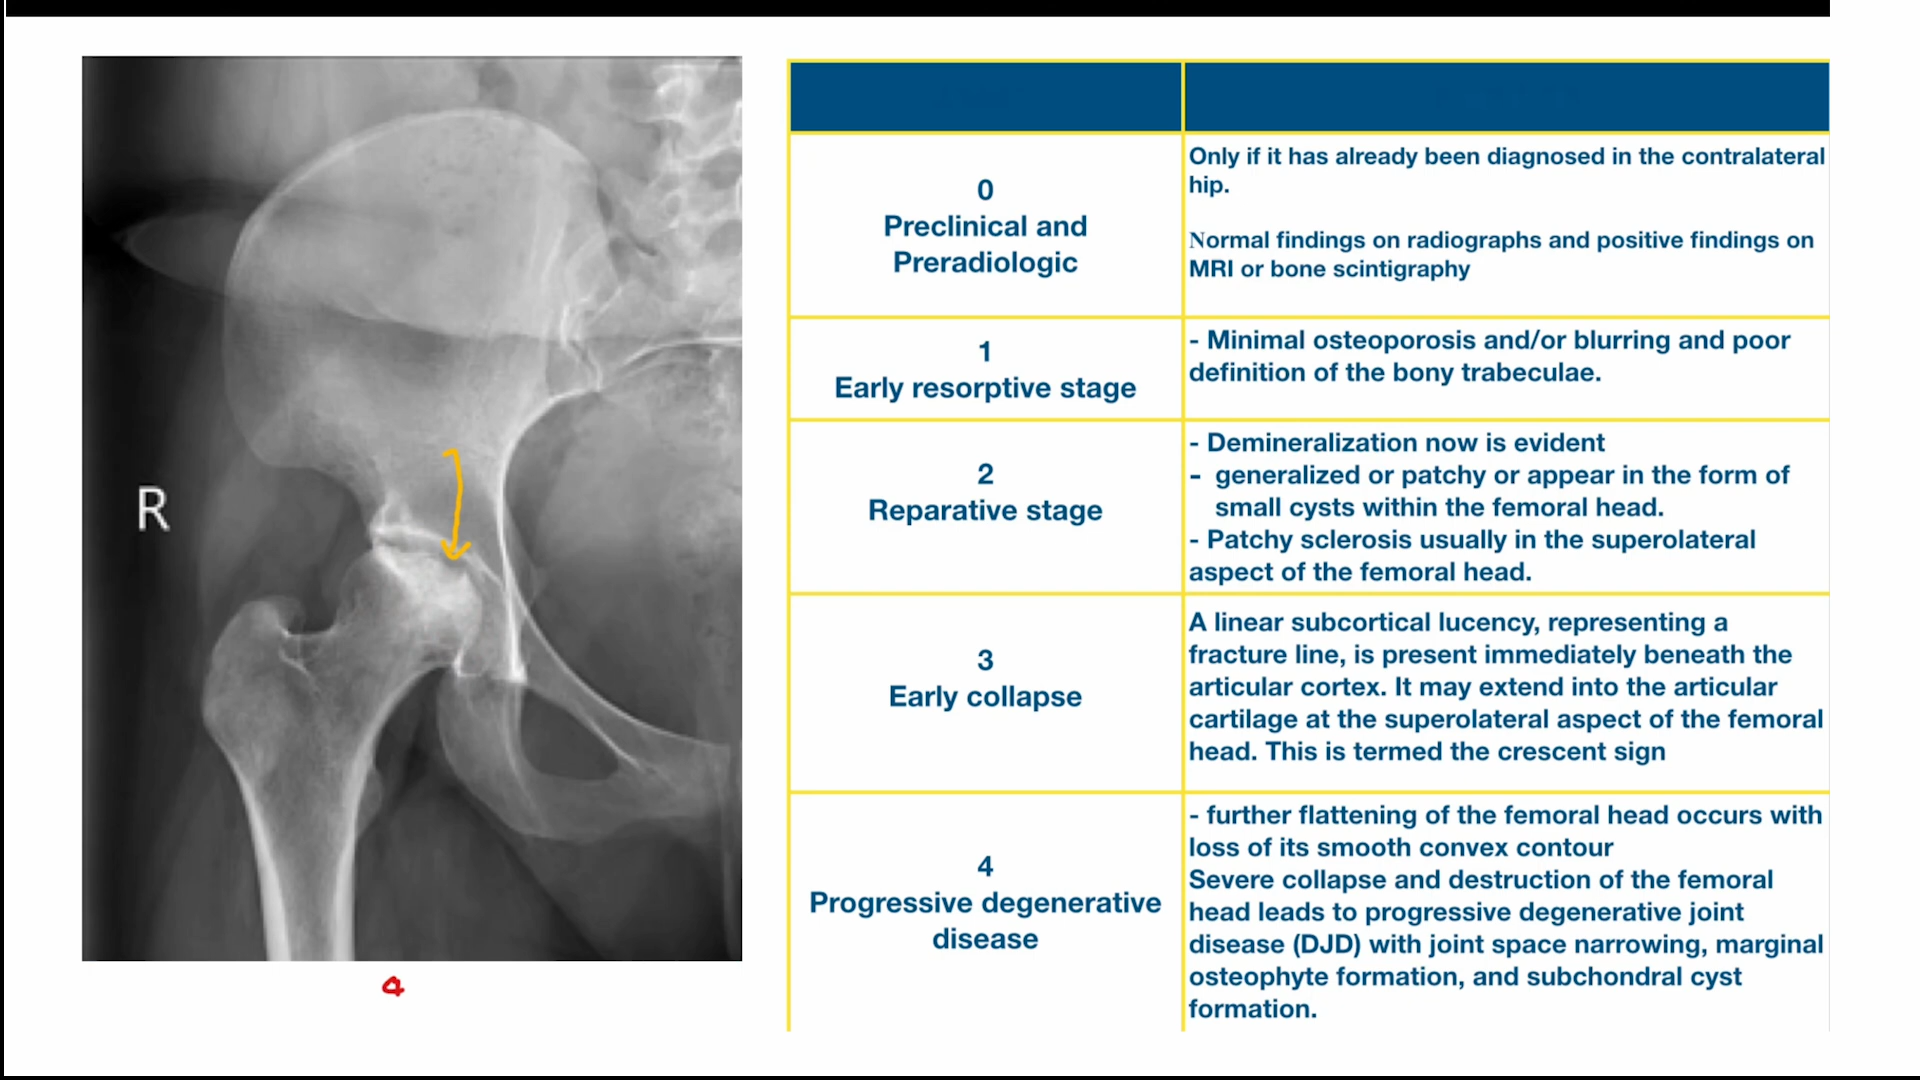 R
4
0
Preclinical and
Preradiologic
Only if it has already been diagnosed in the contralateral
hip.
Normal findings on radiographs and positive findings on
MRI or bone scintigraphy
1
Early resorptive stage
- Minimal osteoporosis and/or blurring and poor
definition of the bony trabeculae.
2
Reparative stage
- Demineralization now is evident
- generalized or patchy or appear in the form of
small cysts within the femoral head.
- Patchy sclerosis usually in the superolateral
aspect of the femoral head.
3
Early collapse
A linear subcortical lucency, representing a
fracture line, is present immediately beneath the
articular cortex. It may extend into the articular
cartilage at the superolateral aspect of the femoral
head. This is termed the crescent sign
4
Progressive degenerative
disease
- further flattening of the femoral head occurs with
loss of its smooth convex contour
Severe collapse and destruction of the femoral
head leads to progressive degenerative joint
disease (DJD) with joint space narrowing, marginal
osteophyte formation, and subchondral cyst
formation.